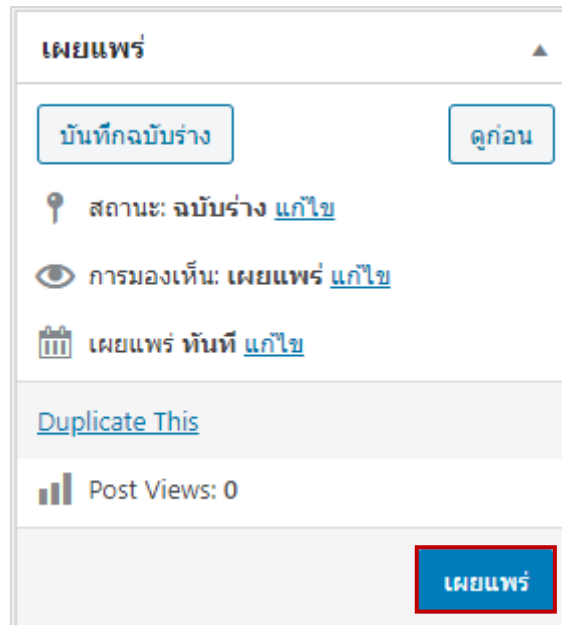 เผยแพร่
บันทึกฉบับร่าง ดูก่อน
สถานะ: ฉบับร่าง แก้ไข
การมองเห็น: เผยแพร่ แก้ไข
เผยแพร่ ทันที แก้ไข
Duplicate This
Post Views: 0
เผยแพร่